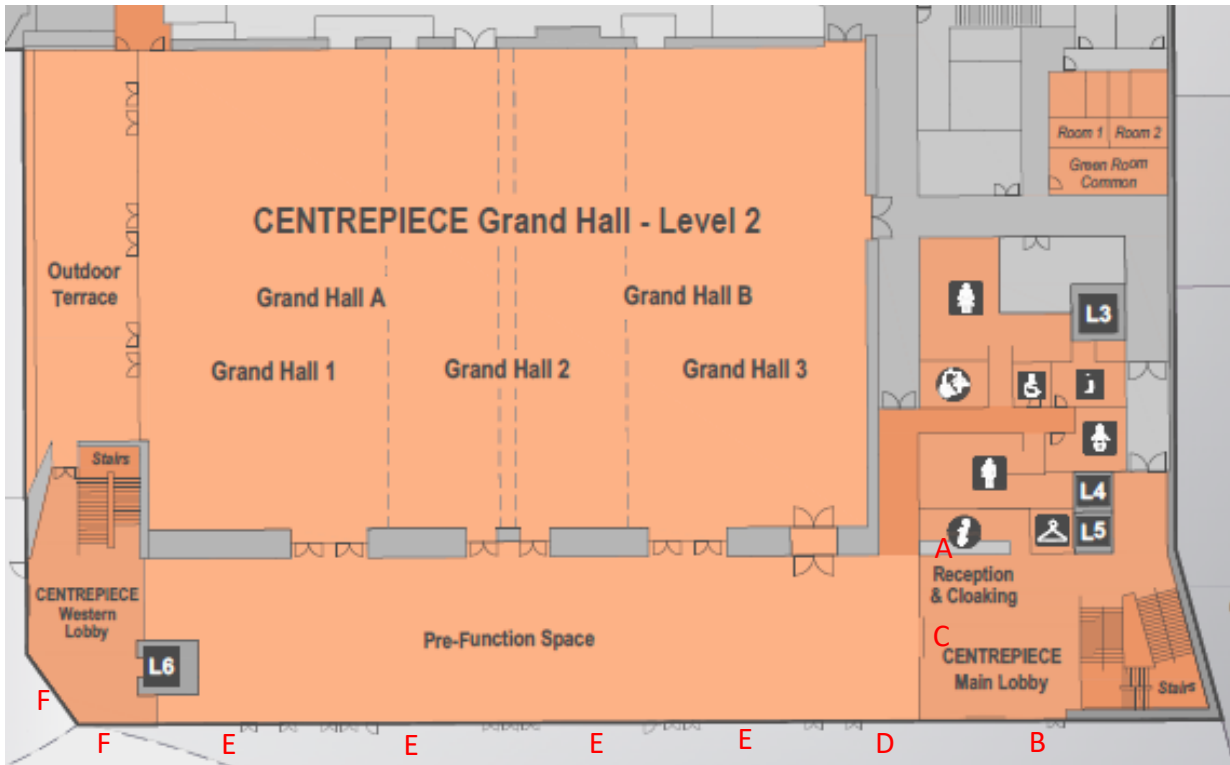 Room 1 Room 2
Green Room
Common
CENTREPIECE Grand Hall - Level 2
Outdoor
Terrace
Grand Hall A
Grand Hall B
L3
Grand Hall 1
Grand Hall 2
Grand Hall 3
Stairs
L4
L5
A
Reception
& Cloaking
CENTREPIECE
Western
Lobby
Pre-Function Space
C
CENTREPIECE
Main Lobby
L6
Stairs
F
F
E
E
E
E
D
B